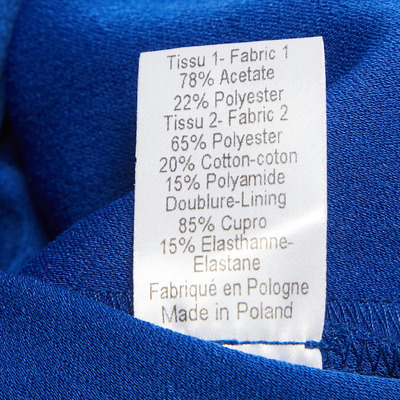 Tissu 1- Fabric 1
78% Acetate
22% Polyester
Tissu 2- Fabric 2
65% Polyester
20% Cotton-coton
15% Polyamide
Doublure-Lining
85% Cupro
15% Elasthanne-
Elastane
Fabriqué en Pologne
Made in Poland